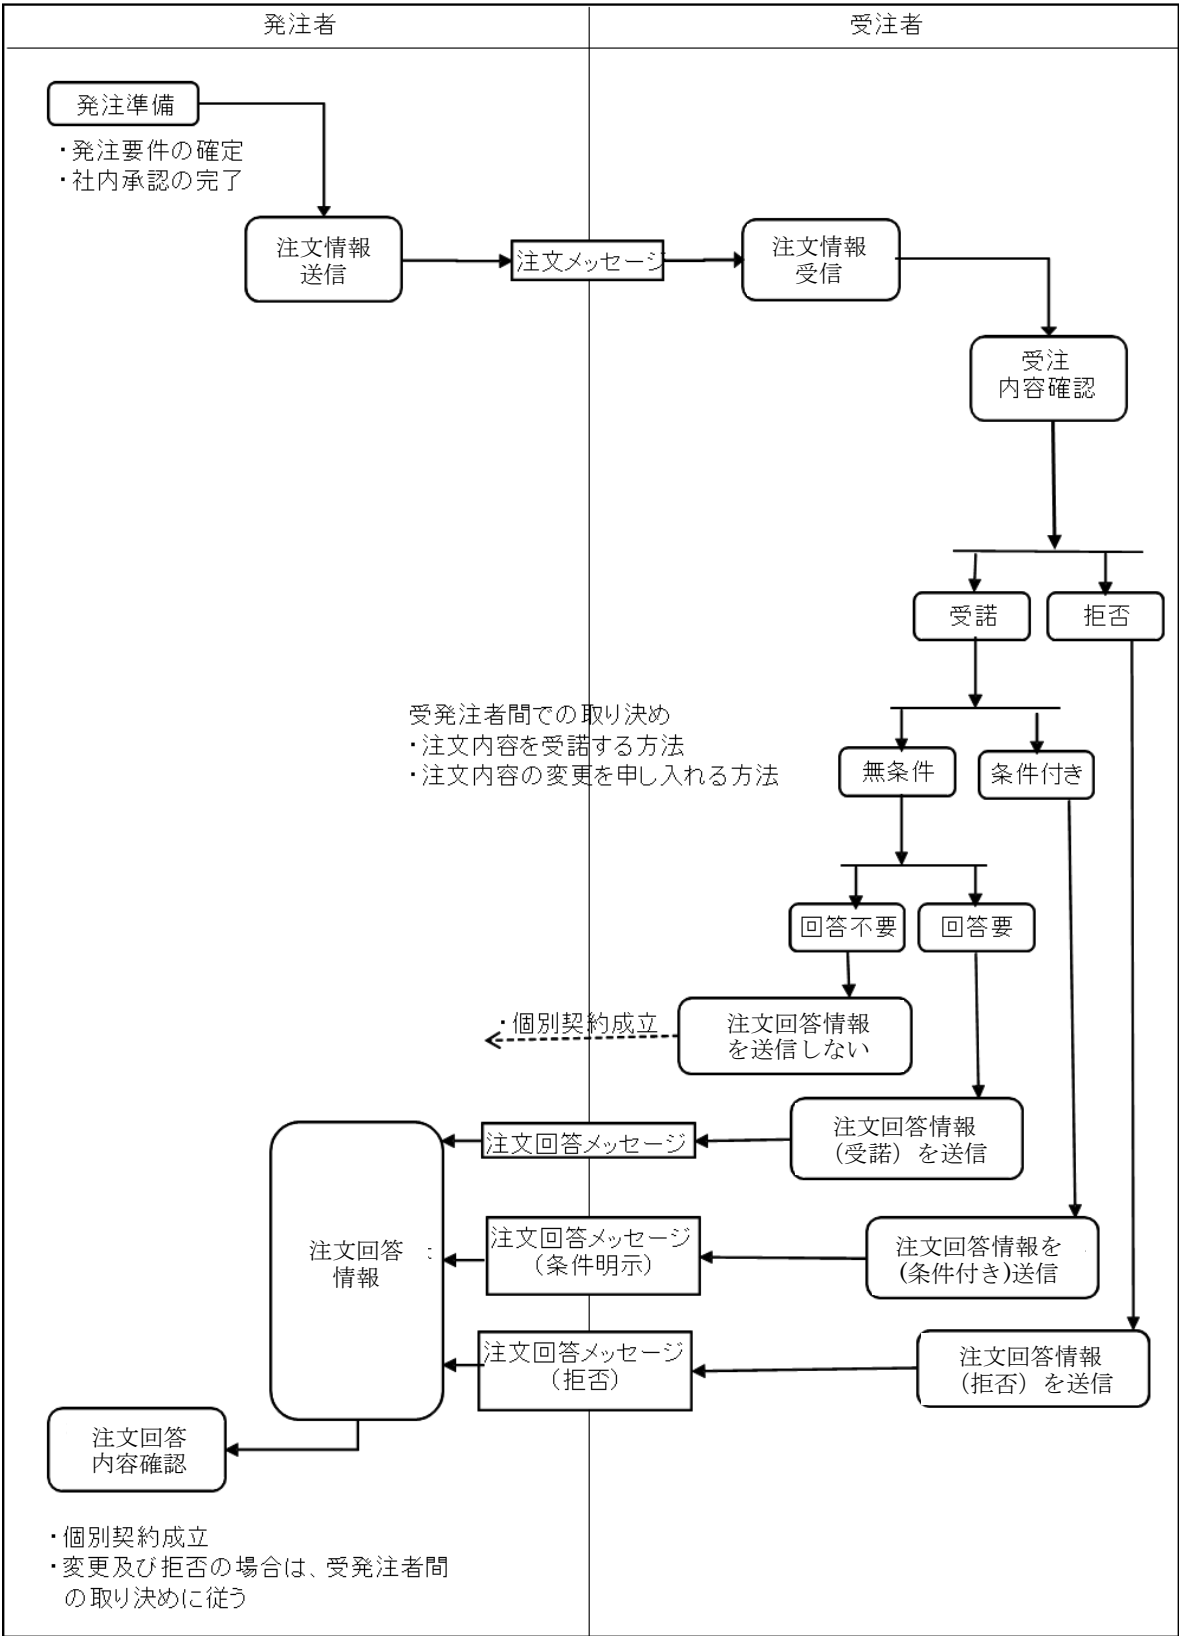 発注者
受注者
発注準備
・発注要件の確定
・社内承認の完了
注文情報
送信
注文メッセージ
注文情報
受信
受注
内容確認
受諾
拒否
受発注者間での取り決め
・注文内容を受諾する方法
・注文内容の変更を申し入れる方法
無条件
条件付き
回答不要
回答要
・個別契約成立
注文回答情報
を送信しない
注文回答メッセージ
注文回答情報
（受諾）を送信
注文回答
情報
注文回答メッセージ
（条件明示）
注文回答情報を
(条件付き)送信
注文回答メッセージ
（拒否）
注文回答情報
（拒否）を送信
注文回答
内容確認
・個別契約成立
・変更及び拒否の場合は、受発注者間
の取り決めに従う